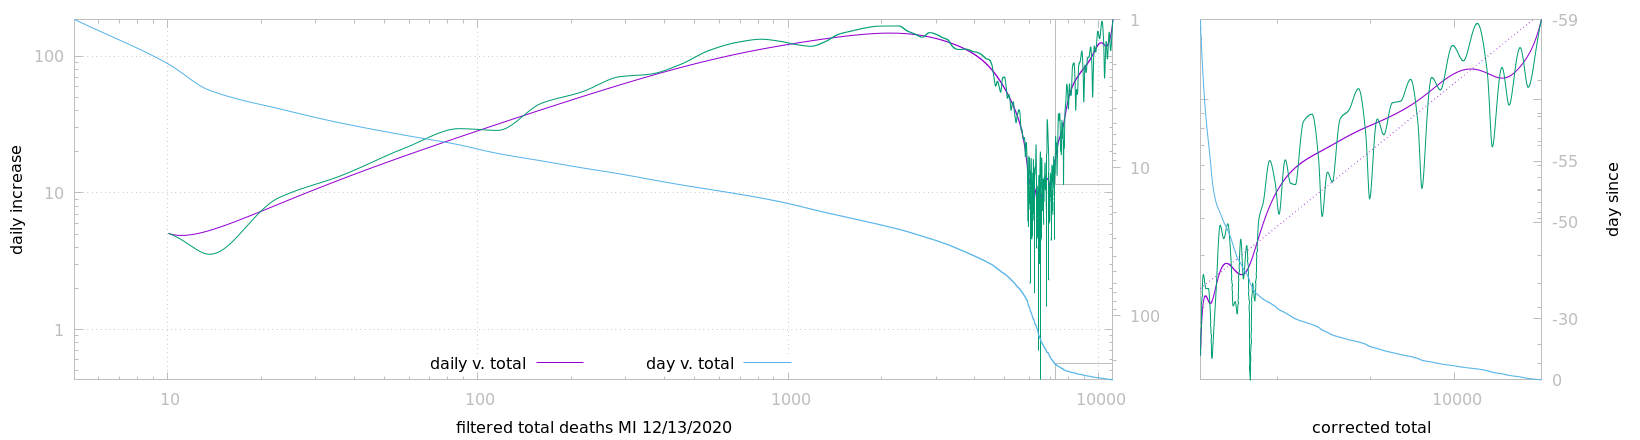 100
10
1
daily increase
daily v. total
day v. total
10
100
1000
10000
filtered total deaths MI 12/13/2020
1
10
100
-59
-55
-50
-30
0
day since
10000
corrected total